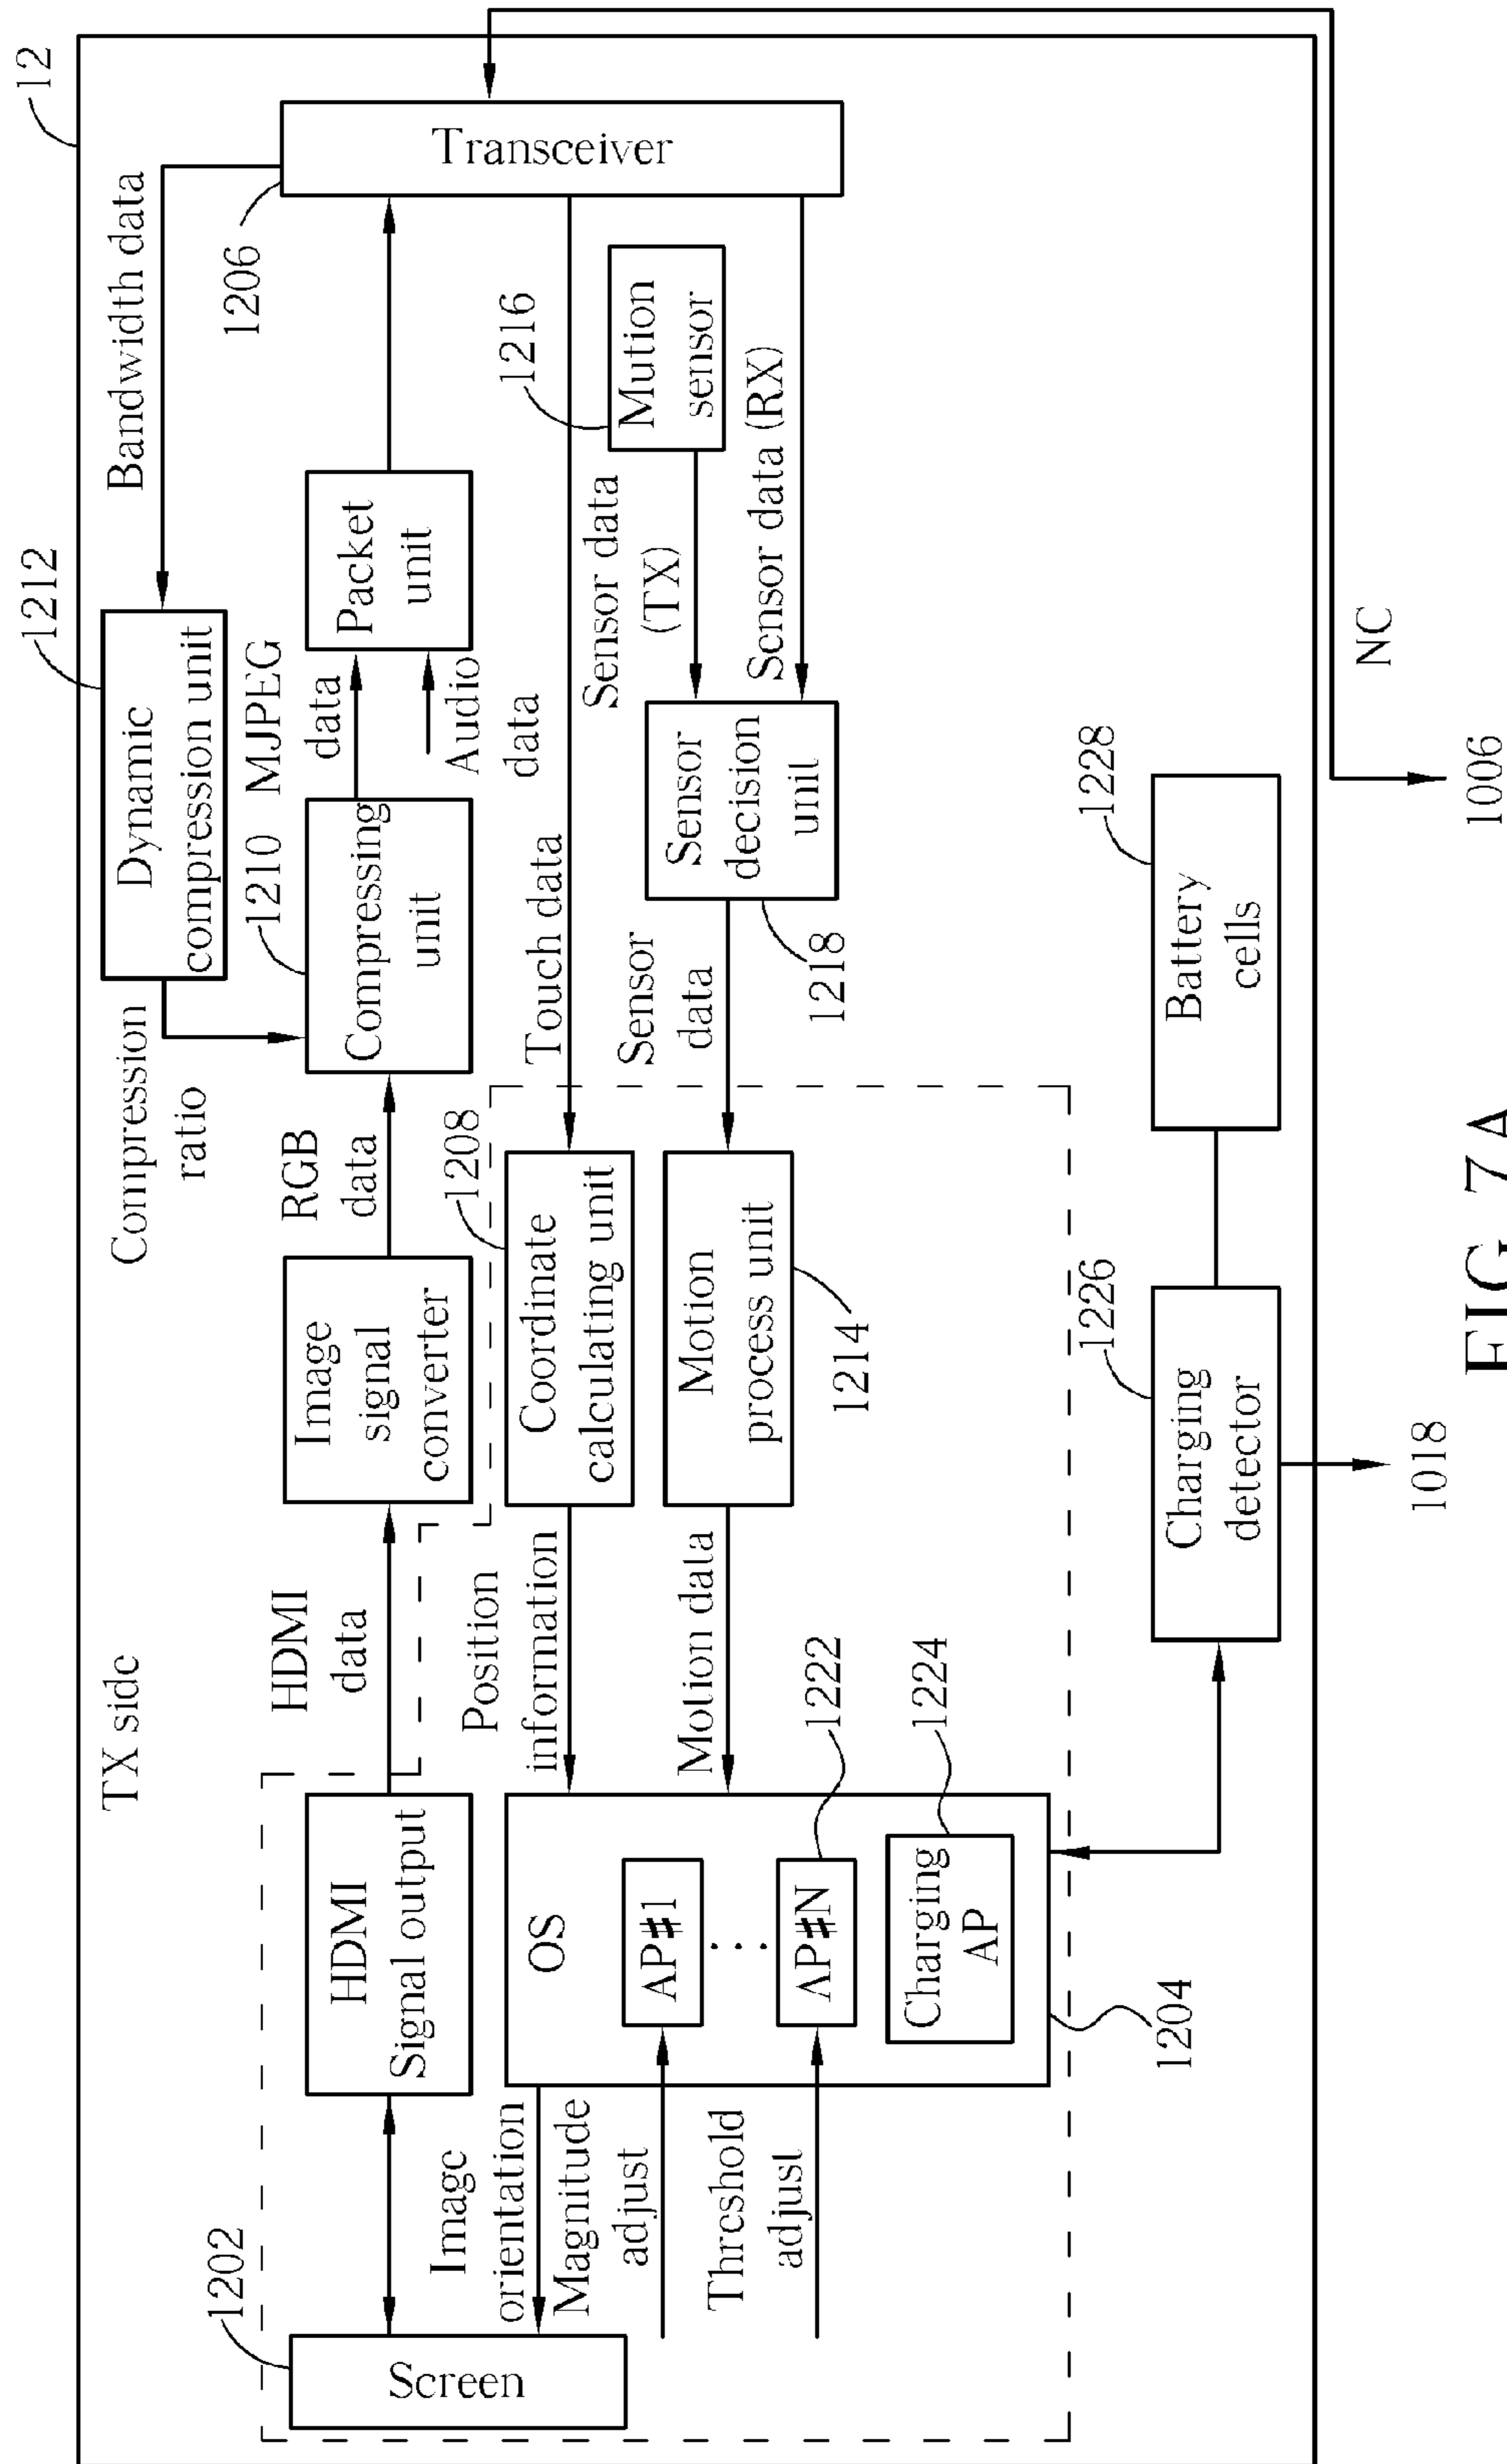 TX side
12
Bandwidth data
1212
Dynamic
compression unit
Compression
ratio
1206
Transceiver
HDMI
data
RGB
data
1210
MJPEG
data
HDMI
Signal output
Image
signal
converter
Compressing
unit
Packet
unit
Audio
data
1202
Screen
Image
orientation
Position
information
1208
Coordinate
calculating unit
Touch data
1216
Mution
sensor
Sensor data
(TX)
Sensor data (RX)
OS
Magnitude
adjust
AP#1
...
Threshold
adjust
AP#N
1222
Motion data
Motion
process unit
1214
Sensor
data
Sensor
decision
unit
1218
Charging
AP
1224
1204
1226
Charging
detector
1228
Battery
cells
NC
1018
1006
FIG. 7A